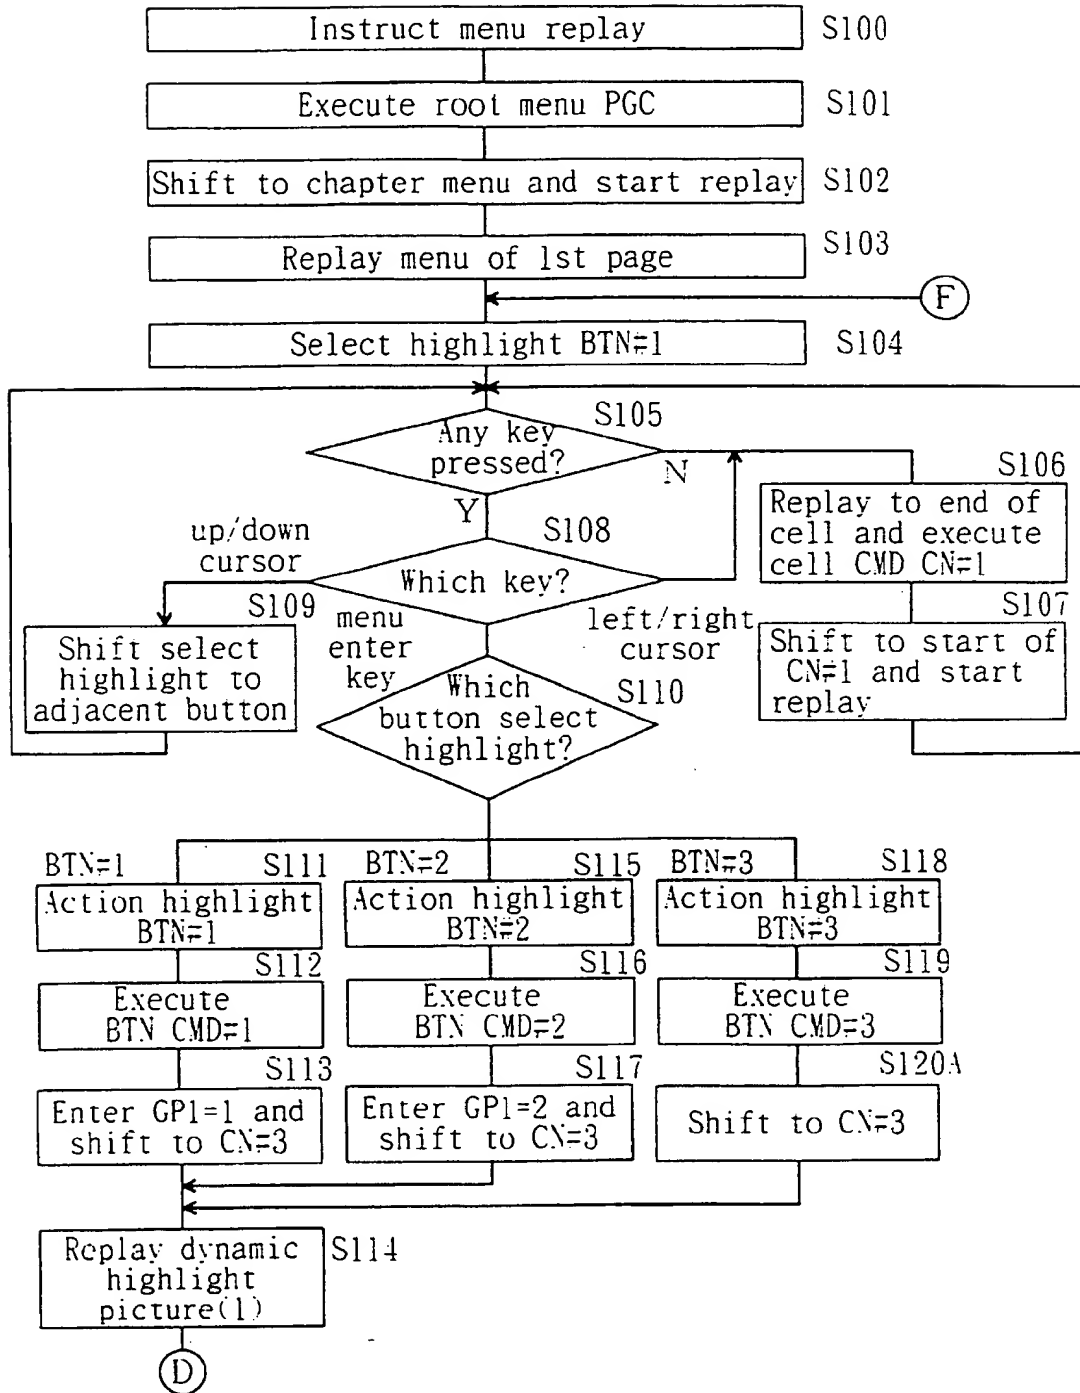 Instruct menu replay S100
Execute root menu PGC S101
Shift to chapter menu and start replay S102
Replay menu of 1st page S103
F
Select highlight BTN#1 S104
S105
Any key
pressed?
N
Y
S106
Replay to end of
cell and execute
cell CMD CN#1
S107
Shift to start of
CN#1 and start
replay
up/down
cursor
S108
Which key?
S109
Shift select
highlight to
adjacent button
menu
enter
key
left/right
cursor
S110
Which
button select
highlight?
BTN#1 S111
Action highlight
BTN#1
S112
Execute
BTN CMD#1
S113
Enter GP1=1 and
shift to CN#3
BTN#2 S115
Action highlight
BTN#2
S116
Execute
BTN CMD#2
S117
Enter GP1=2 and
shift to CN#3
BTN#3 S118
Action highlight
BTN#3
S119
Execute
BTN CMD#3
S120A
Shift to CN#3
Replay dynamic
highlight
picture(1)
S114
D